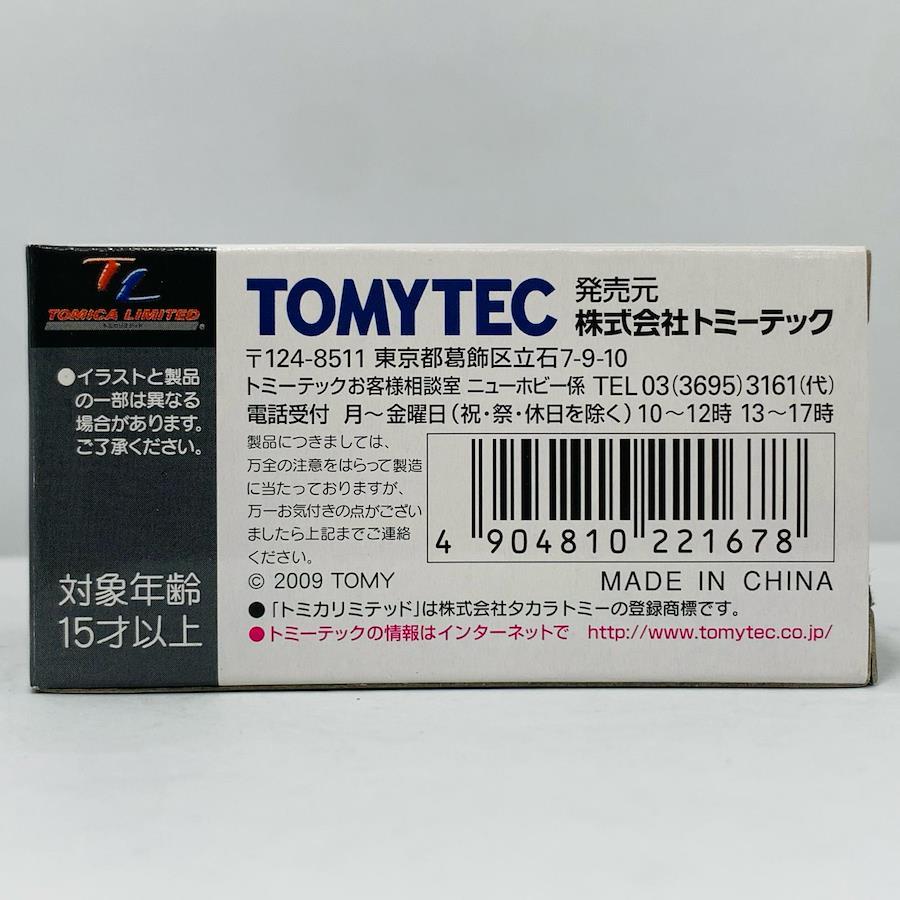 TL
TOMICA LIMITED
トミカリミテッド
®
●イラストと製品
の一部は異なる
場合があります。
ご了承ください。
対象年齢
15才以上
TOMYTEC
発売元
株式会社トミーテック
〒124-8511 東京都葛飾区立石7-9-10
トミーテックお客様相談室 ニューホビー係 TEL 03(3695)3161(代)
電話受付 月～金曜日(祝・祭・休日を除く) 10～12時 13～17時
製品につきましては、
万全の注意をはらって製造
に当たっておりますが、
万一お気付きの点がござい
ましたら上記までご連絡
ください。
4 904810 221678
© 2009 TOMY
MADE IN CHINA
●「トミカリミテッド」は株式会社タカラトミーの登録商標です。
●トミーテックの情報はインターネットで http://www.tomytec.co.jp/